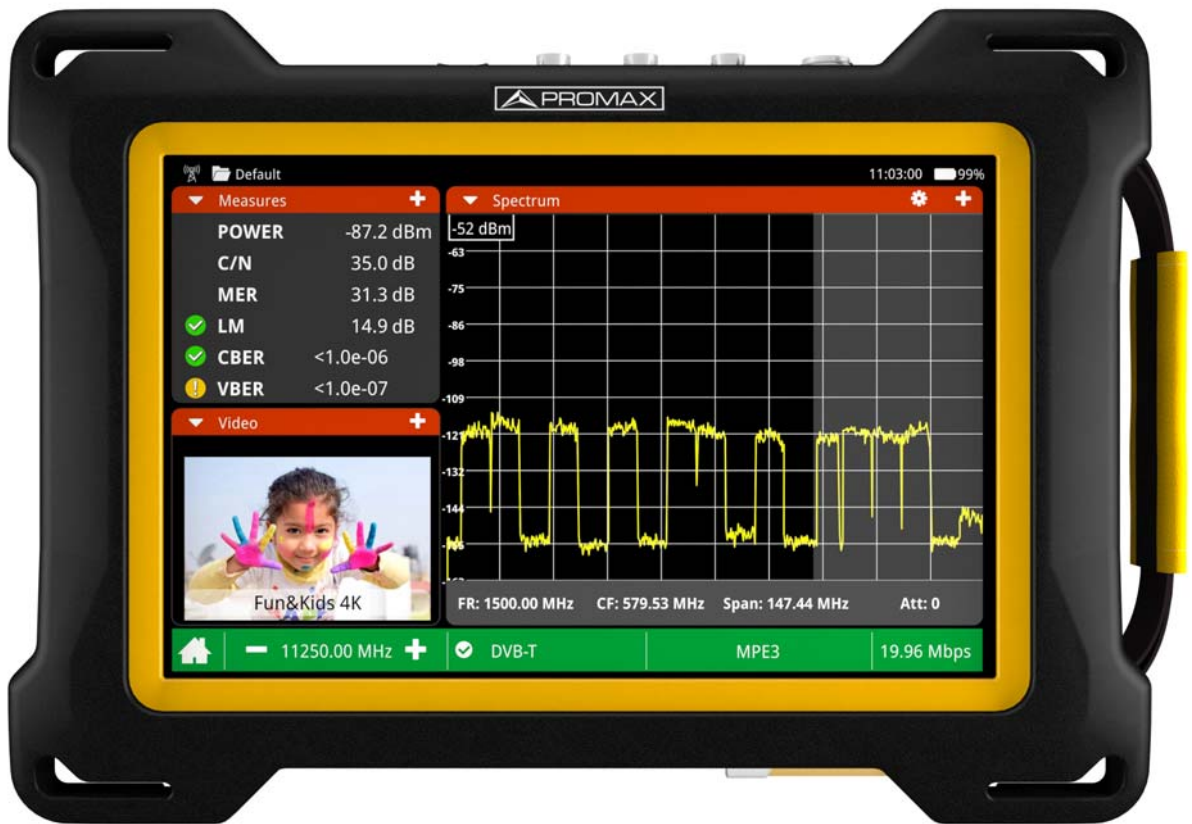 PROMAX
Default
11:03:00 99%
Measures
POWER -87.2 dBm
C/N 35.0 dB
MER 31.3 dB
LM 14.9 dB
CBER <1.0e-06
VBER <1.0e-07
Video
Fun&Kids 4K
Spectrum
-52 dBm
-63
-75
-86
-98
-109
-121
-132
-144
FR: 1500.00 MHz CF: 579.53 MHz Span: 147.44 MHz Att: 0
11250.00 MHz DVB-T MPE3 19.96 Mbps